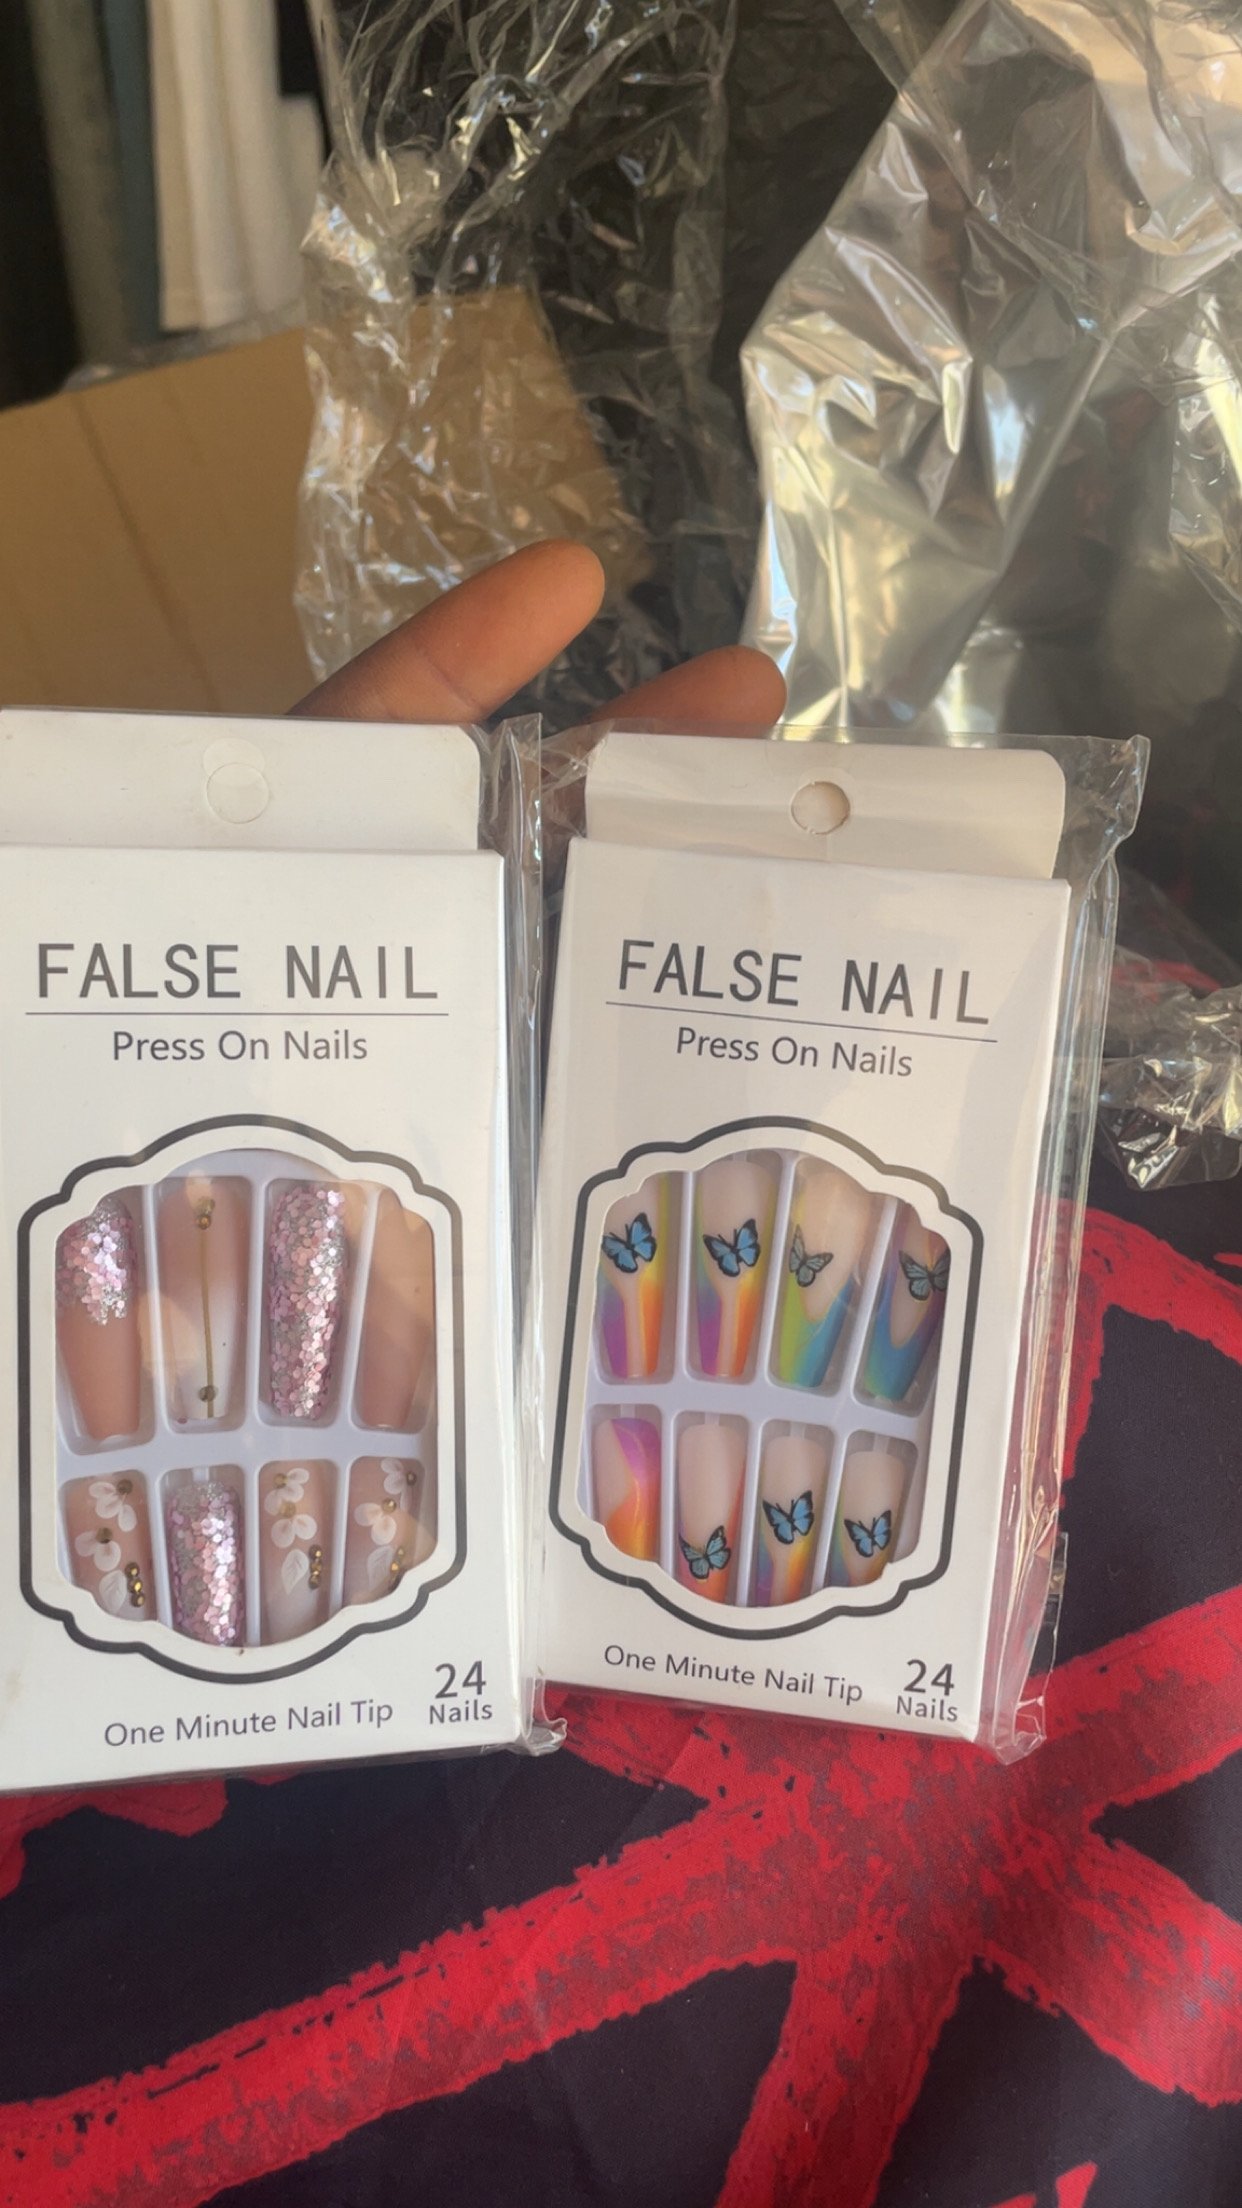 FALSE NAIL
Press On Nails
One Minute Nail Tip
24
Nails
FALSE NAIL
Press On Nails
One Minute Nail Tip
24
Nails